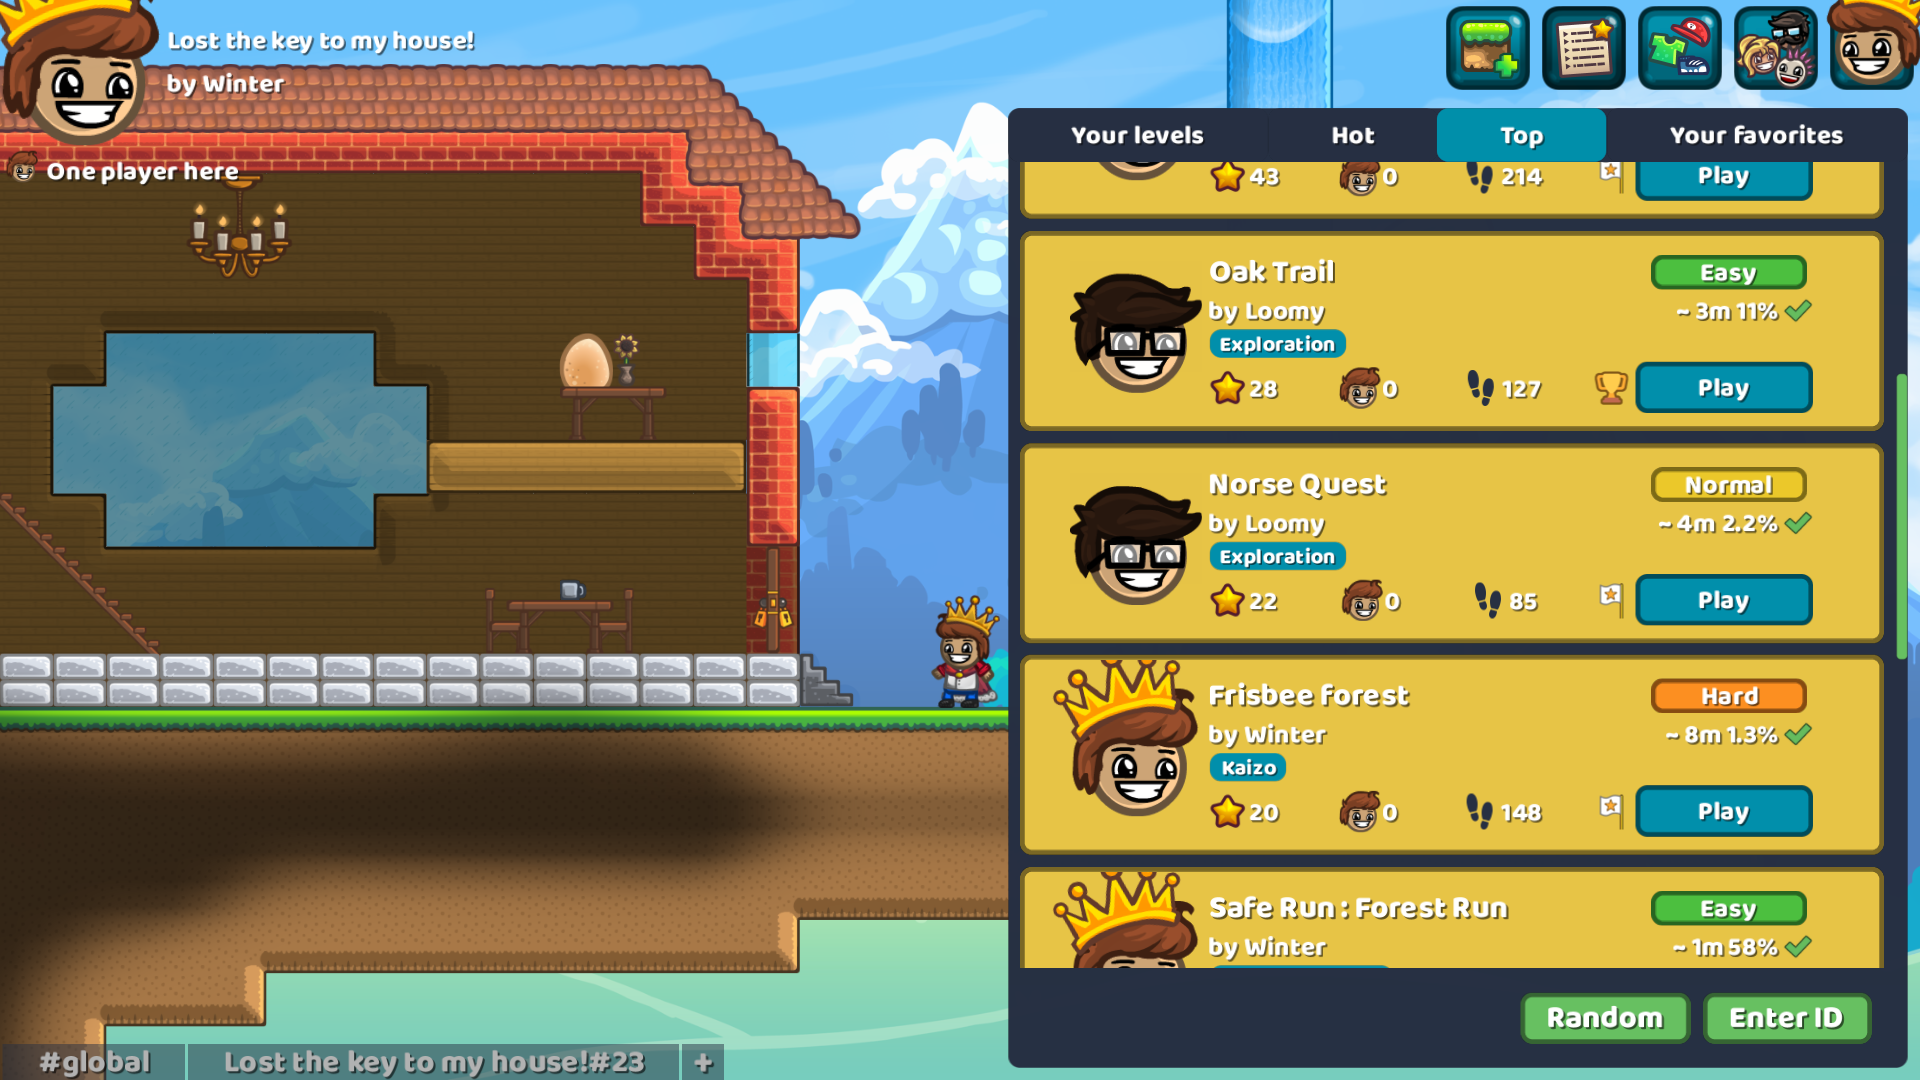 Lost the key to my house!
by Winter
One player here
Your levels
Hot
Top
Your favorites
43
0
214
Play
Oak Trail
Easy
by Loomy
~ 3m 11%
Exploration
28
0
127
Play
Norse Quest
Normal
by Loomy
~ 4m 2.2%
Exploration
22
0
85
Play
Frisbee forest
Hard
by Winter
~ 8m 1.3%
Kaizo
20
0
148
Play
Safe Run : Forest Run
Easy
by Winter
~ 1m 58%
Random
Enter ID
#global
Lost the key to my house!#23
+